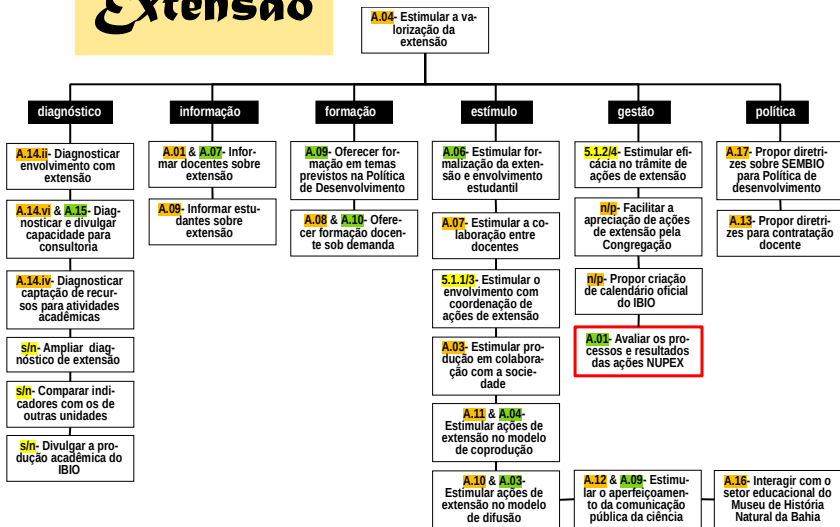 Extensão
A.04- Estimular a va-
lorização da
extensão
diagnóstico
informação
formação
estímulo
gestão
política
A.14.ii- Diagnosticar
envolvimento com
extensão
A.14.vi & A.15- Diag-
nosticar e divulgar
capacidade para
consultoria
A.14.iv- Diagnosticar
captação de recur-
sos para atividades
acadêmicas
s/n- Ampliar diag-
nóstico de extensão
s/n- Comparar indi-
cadores com os de
outras unidades
s/n- Divulgar a pro-
dução acadêmica do
IBIO
A.01 & A.07- Infor-
mar docentes sobre
extensão
A.09- Informar estu-
dantes sobre
extensão
A.09- Oferecer for-
mação em temas
previstos na Política
de Desenvolvimento
A.08 & A.10- Ofere-
cer formação docen-
te sob demanda
A.06- Estimular for-
malização da exten-
são e envolvimento
estudantil
A.07- Estimular a co-
laboração entre
docentes
5.1.1/3- Estimular o
envolvimento com
coordenação de
ações de extensão
A.03- Estimular pro-
dução em colabora-
ção com a socie-
dade
A.11 & A.04-
Estimular ações de
extensão no modelo
de coprodução
A.10 & A.03-
Estimular ações de
extensão no modelo
de difusão
5.1.2/4- Estimular efi-
cácia no trâmite de
ações de extensão
n/p- Facilitar a
apreciação de ações
de extensão pela
Congregação
n/p- Propor criação
de calendário oficial
do IBIO
A.01- Avaliar os pro-
cessos e resultados
das ações NUPEX
A.12 & A.09- Estimu-
lar o aperfeiçoamen-
to da comunicação
pública da ciência
A.17- Propor diretri-
zes sobre SEMBIO
para Política de
desenvolvimento
A.13- Propor diretri-
zes para contratação
docente
A.16- Interagir com o
setor educacional do
Museu de História
Natural da Bahia